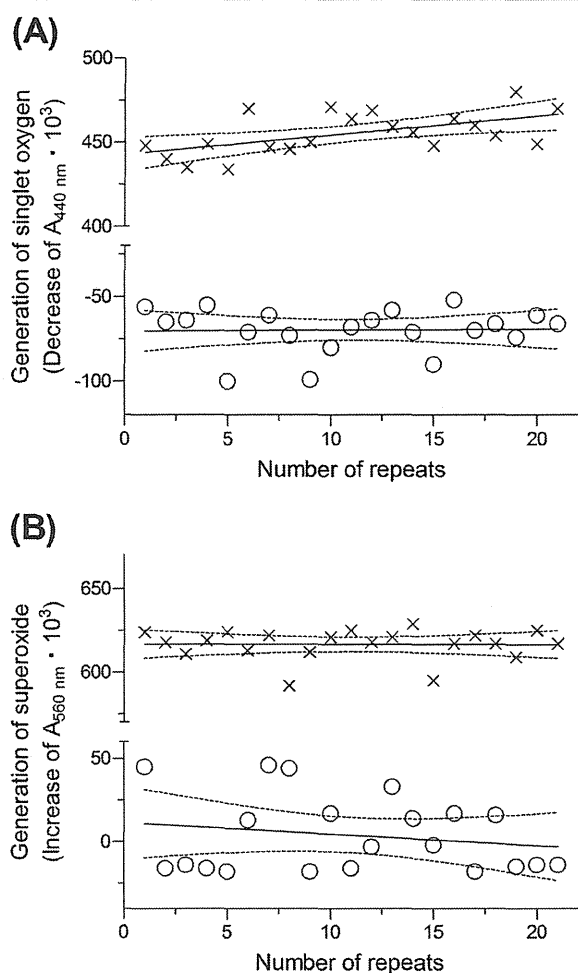 (A)
Generation of singlet oxygen
(Decrease of A440 nm · 10³)
500
450
400
-50
-100
0 5 10 15 20
Number of repeats
(B)
Generation of superoxide
(Increase of A560 nm · 10³)
650
600
50
0
0 5 10 15 20
Number of repeats